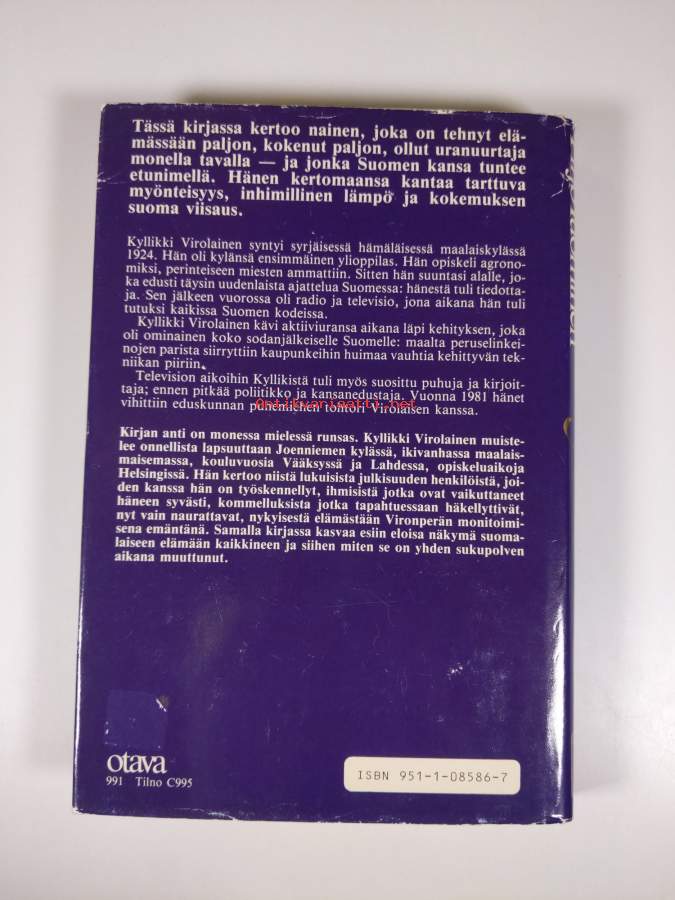 Tässä kirjassa kertoo nainen, joka on tehnyt elä-
mässään paljon, kokenut paljon, ollut uranuurtaja
monella tavalla — ja jonka Suomen kansa tuntee
etunimellä. Hänen kertomaansa kantaa tarttuva
myönteisyys, inhimillinen lämpö ja kokemuksen
suoma viisaus.
Kyllikki Virolainen syntyi syrjäisessä hämäläisessä maalaiskylässä
1924. Hän oli kylänsä ensimmäinen ylioppilas. Hän opiskeli agrono-
miksi, perinteiseen miesten ammattiin. Sitten hän suuntasi alalle, jo-
ka edusti täysin uudenlaista ajattelua Suomessa: hänestä tuli tiedotta-
ja. Sen jälkeen vuorossa oli radio ja televisio, jona aikana hän tuli
tutuksi kaikissa Suomen kodeissa.
Kyllikki Virolainen kävi aktiiviuransa aikana läpi kehityksen, joka
oli ominainen koko sodanjälkeiselle Suomelle: maalta peruselinkei-
nojen parista siirryttiin kaupunkeihin huimaa vauhtia kehittyvän tek-
niikan piiriin.
Television aikoihin Kyllikistä tuli myös suosittu puhuja ja kirjoit-
taja; ennen pitkää poliitikko ja kansanedustaja. Vuonna 1981 hänet
vihittiin eduskunnan puhemiehen tohtori Virolaisen kanssa.
Antikvariaatti.net
Kirjan anti on monessa mielessä runsas. Kyllikki Virolainen muiste-
lee onnellista lapsuuttaan Joenniemen kylässä, ikivanhassa maalais-
maisemassa, kouluvuosia Vääksyssä ja Lahdessa, opiskeluaikoja
Helsingissä. Hän kertoo niistä lukuisista julkisuuden henkilöistä, joi-
den kanssa hän on työskennellyt, ihmisistä jotka ovat vaikuttaneet
häneen syvästi, kommelluksista jotka tapahtuessaan häkellyttivät,
nyt vain naurattavat, nykyisestä elämästään Vironperän monitoimi-
sena emäntänä. Samalla kirjassa kasvaa esiin eloisa näkymä suoma-
laiseen elämään kaikkineen ja siihen miten se on yhden sukupolven
aikana muuttunut.
otava
991 Tilno C995
ISBN 951-1-08586-7